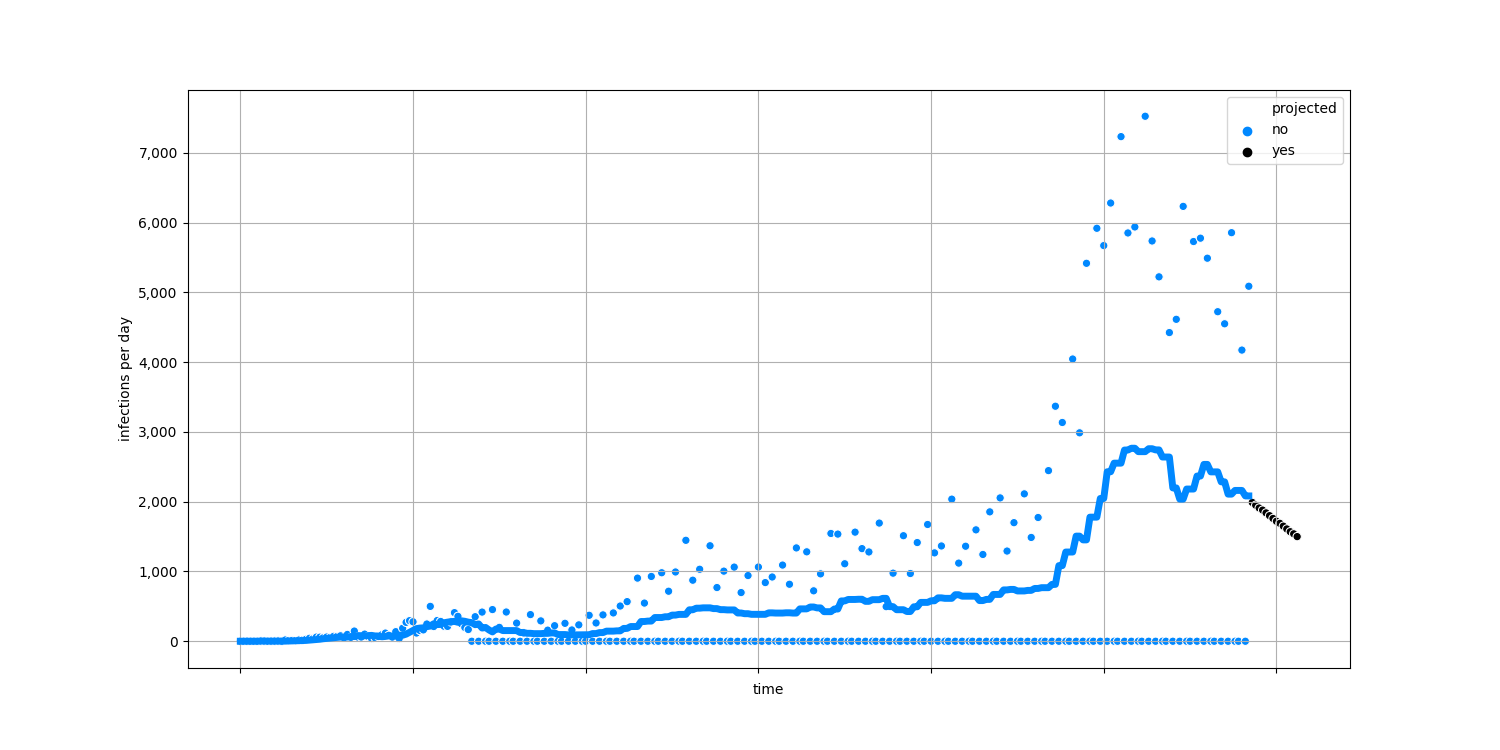 projected
no
yes
7,000
6,000
5,000
4,000
3,000
2,000
1,000
0
infections per day
time